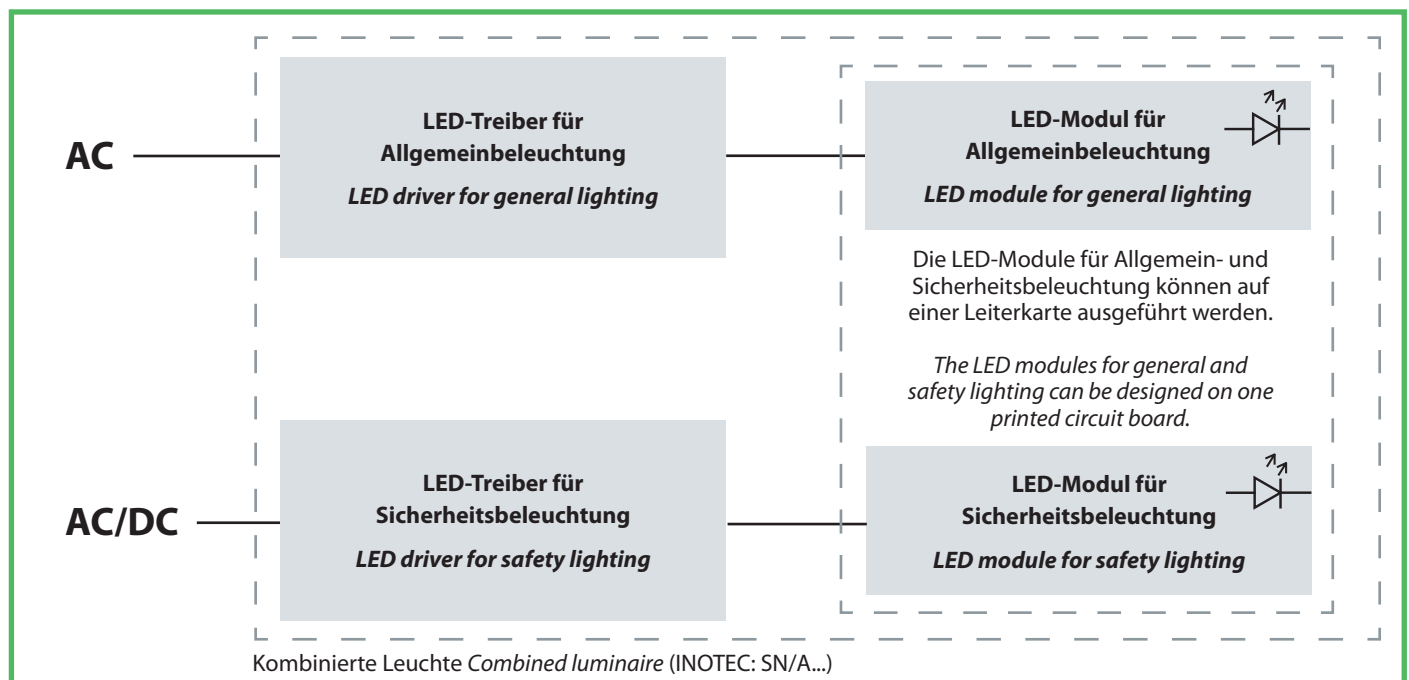 AC
LED-Treiber für
Allgemeinbeleuchtung
LED driver for general lighting
LED-Modul für
Allgemeinbeleuchtung
LED module for general lighting
Die LED-Module für Allgemein- und
Sicherheitsbeleuchtung können auf
einer Leiterkarte ausgeführt werden.
The LED modules for general and
safety lighting can be designed on one
printed circuit board.
AC/DC
LED-Treiber für
Sicherheitsbeleuchtung
LED driver for safety lighting
LED-Modul für
Sicherheitsbeleuchtung
LED module for safety lighting
Kombinierte Leuchte Combined luminaire (INOTEC: SN/A...)